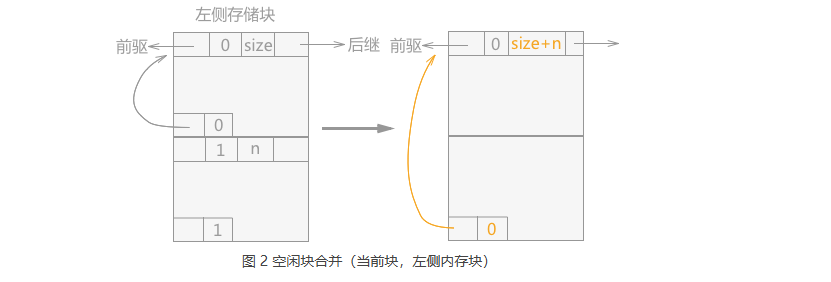 左侧存储块
前驱 0 size 后继
0
1 n
1
前驱 0 size+n
0
图 2 空闲块合并（当前块，左侧内存块）